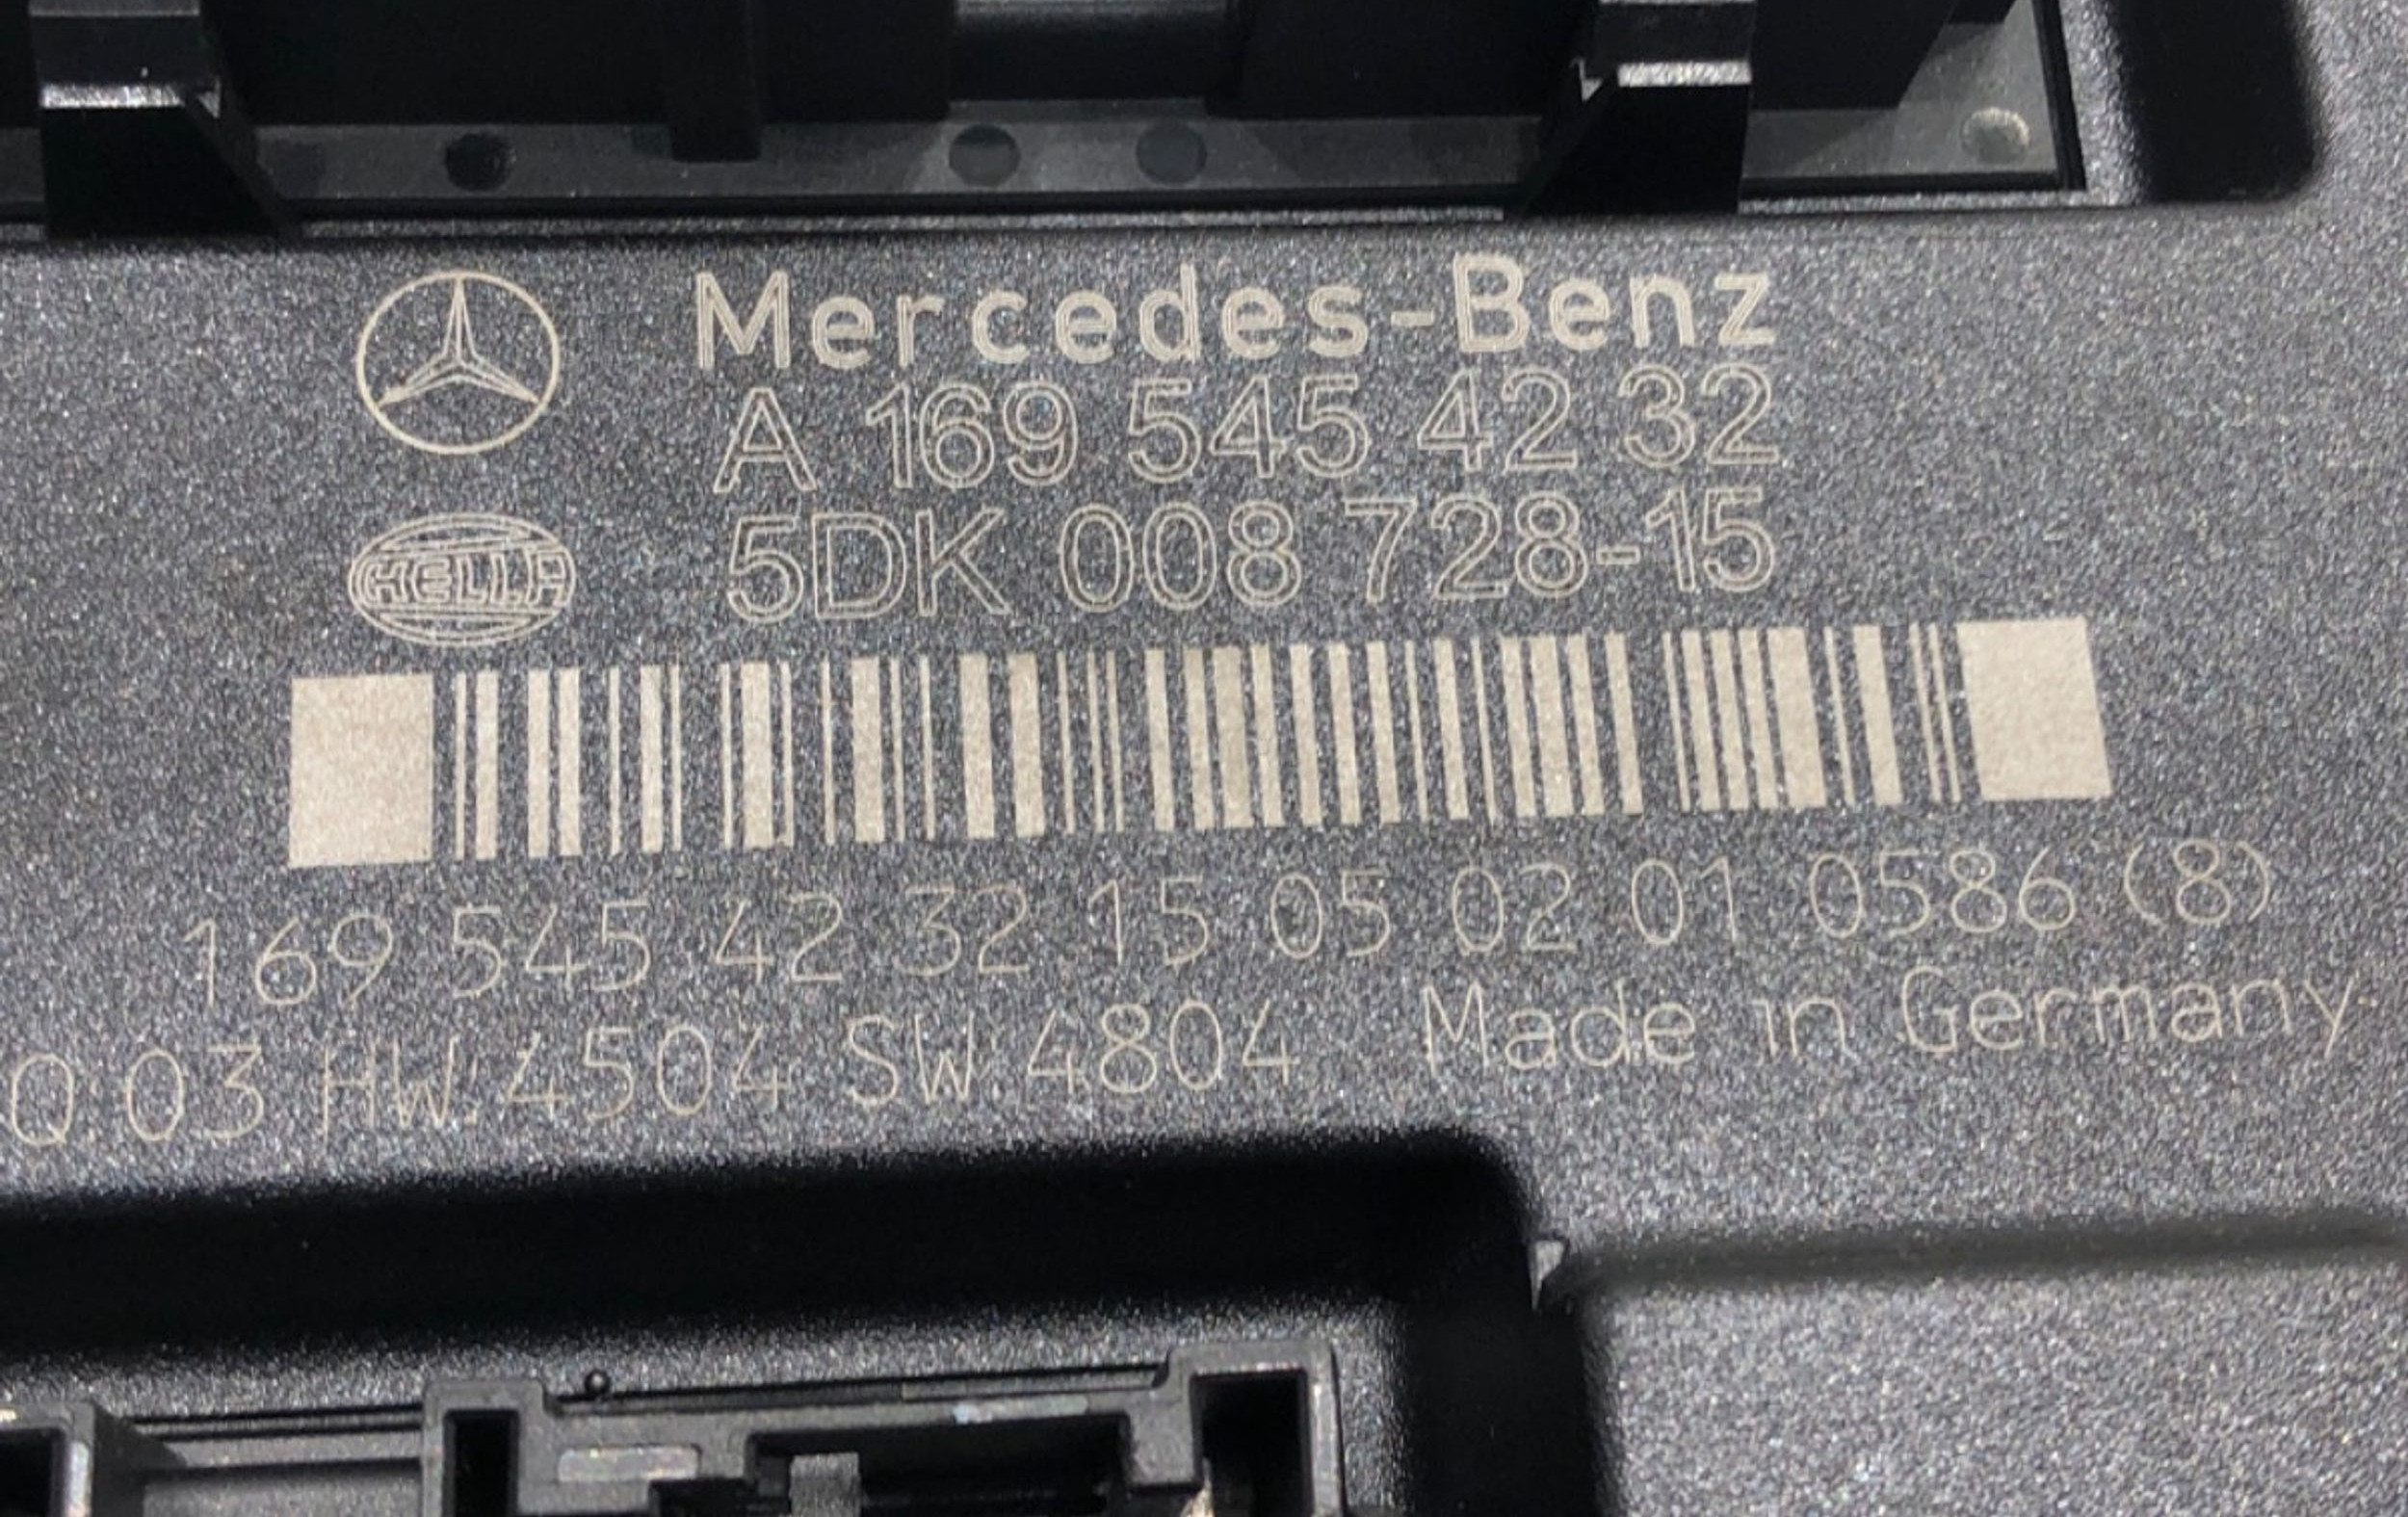 Mercedes-Benz
A 169 545 42 32
HELLA
5DK 008 728-15
169 545 42 32 15 05 02 01 0586 (8)
Q:03 HW:4504 SW 4804 Made in Germany